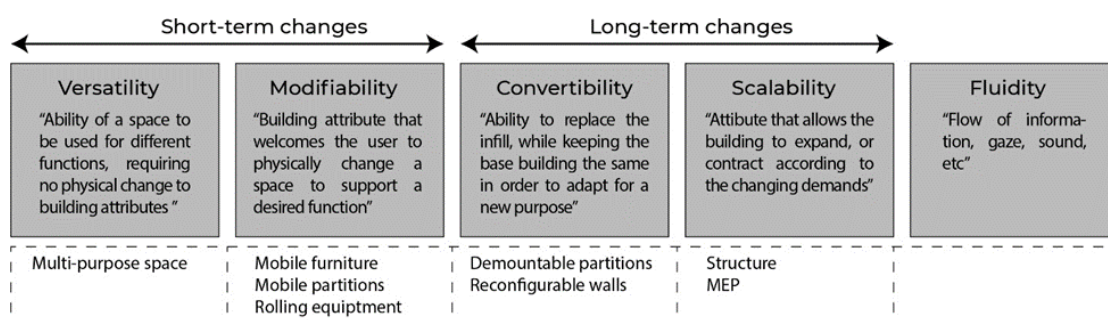 Short-term changes
Long-term changes
Versatility
“Ability of a space to
be used for different
functions, requiring
no physical change to
building attributes ”
Modifiability
“Building attribute that
welcomes the user to
physically change a
space to support a
desired function”
Convertibility
“Ability to replace the
infill, while keeping the
base building the same
in order to adapt for a
new purpose”
Scalability
“Attibute that allows the
building to expand, or
contract according to
the changing demands”
Fluidity
“Flow of informa-
tion, gaze, sound,
etc”
Multi-purpose space
Mobile furniture
Mobile partitions
Rolling equiptment
Demountable partitions
Reconfigurable walls
Structure
MEP